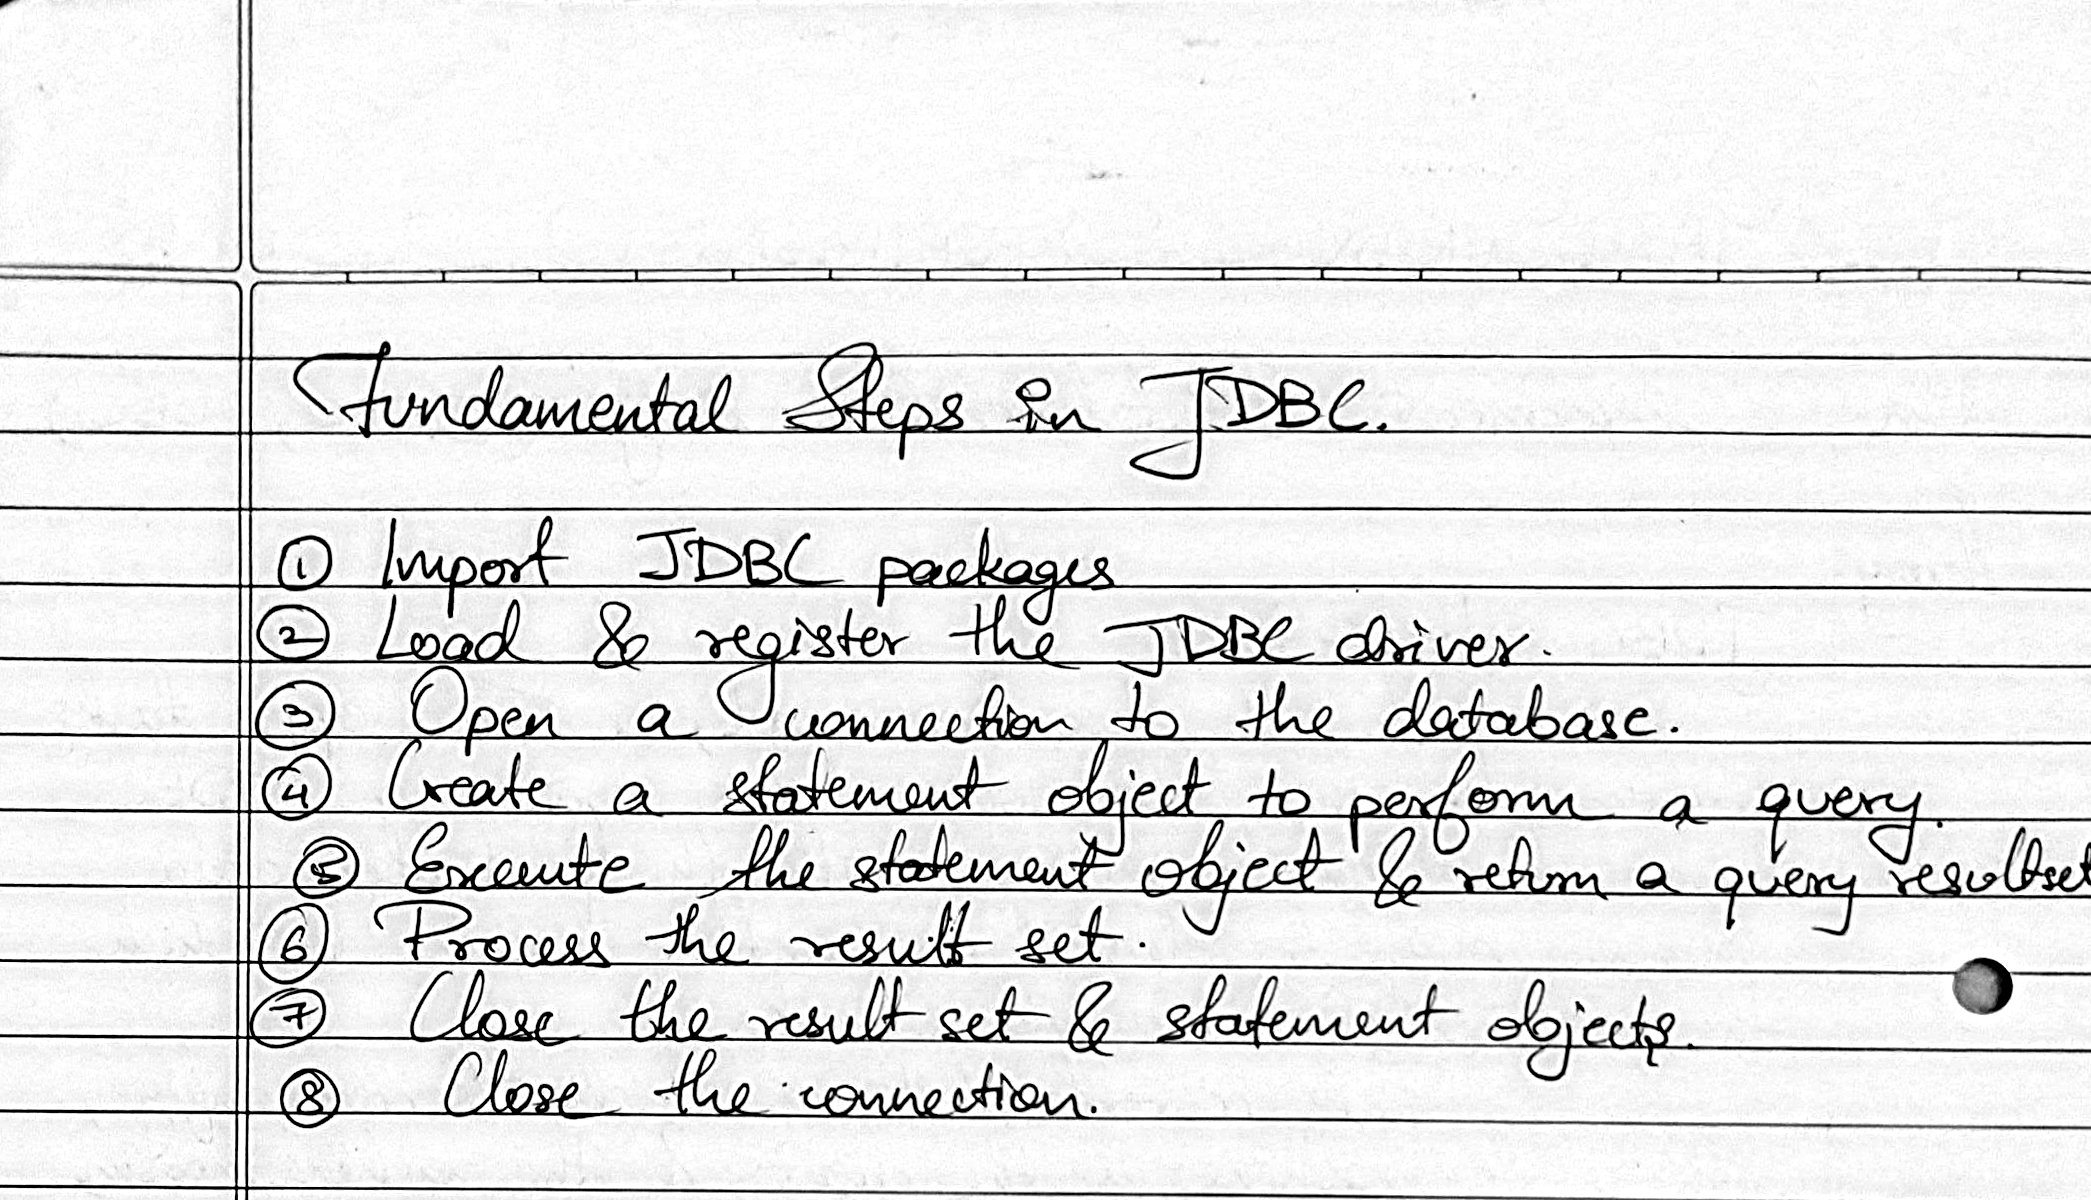 Fundamental Steps in JDBC.
① Import JDBC packages
② Load & register the JDBC driver.
③ Open a connection to the database.
④ Create a statement object to perform a query.
⑤ Execute the statement object & return a query resultset
⑥ Process the result set.
⑦ Close the result set & statement objects.
⑧ Close the connection.